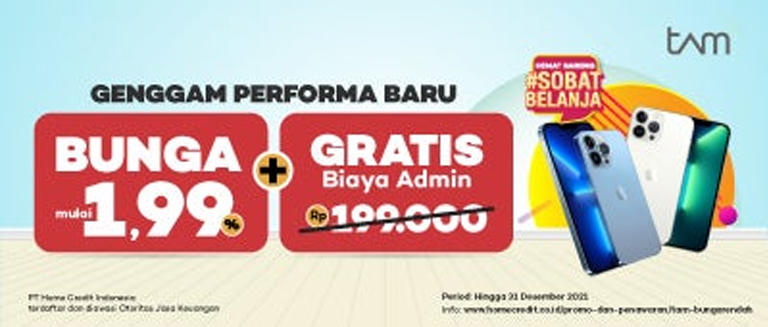 tam
HEMAT BARENG
#SOBAT
BELANJA
GENGGAM PERFORMA BARU
BUNGA
mulai 1,99%
+
GRATIS
Biaya Admin
Rp 199.000
PT Home Credit Indonesia
terdaftar dan diawasi Otoritas Jasa Keuangan
Period: Hingga 31 Desember 2021
Info: www.homecredit.co.id/promo-dan-penawaran/tam-bungarendah